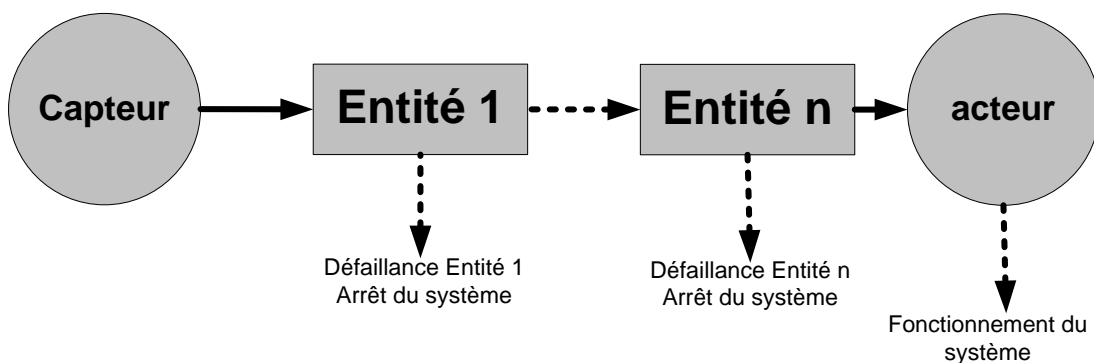 Capteur
Entité 1
Entité n
acteur
Défaillance Entité 1
Arrêt du système
Défaillance Entité n
Arrêt du système
Fonctionnement du
système